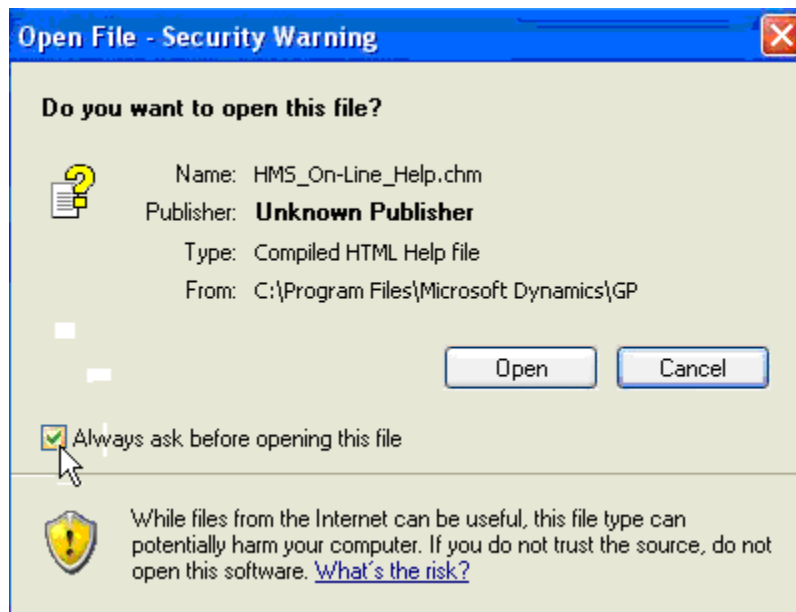 Open File - Security Warning
Do you want to open this file?
Name: HMS_On-Line_Help.chm
Publisher: Unknown Publisher
Type: Compiled HTML Help file
From: C:\Program Files\Microsoft Dynamics\GP
Open Cancel
Always ask before opening this file
While files from the Internet can be useful, this file type can
potentially harm your computer. If you do not trust the source, do not
open this software. What's the risk?